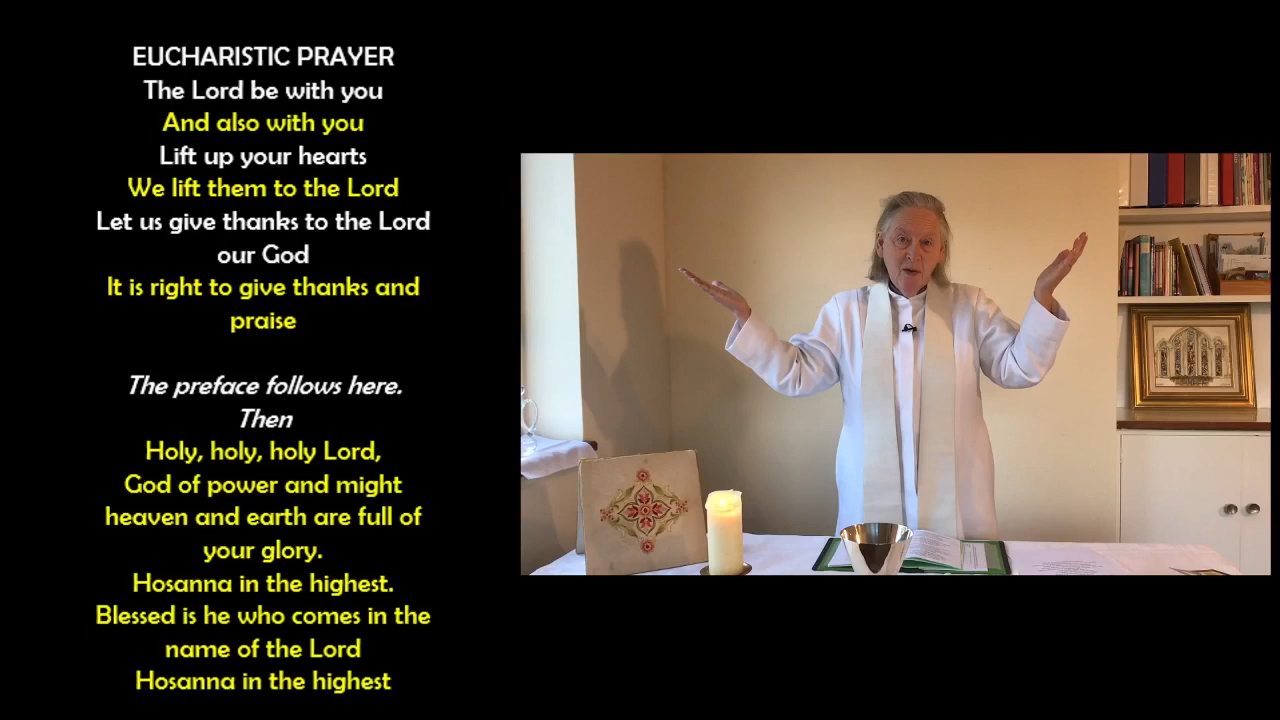 EUCHARISTIC PRAYER
The Lord be with you
And also with you
Lift up your hearts
We lift them to the Lord
Let us give thanks to the Lord
our God
It is right to give thanks and
praise
The preface follows here.
Then
Holy, holy, holy Lord,
God of power and might
heaven and earth are full of
your glory.
Hosanna in the highest.
Blessed is he who comes in the
name of the Lord
Hosanna in the highest